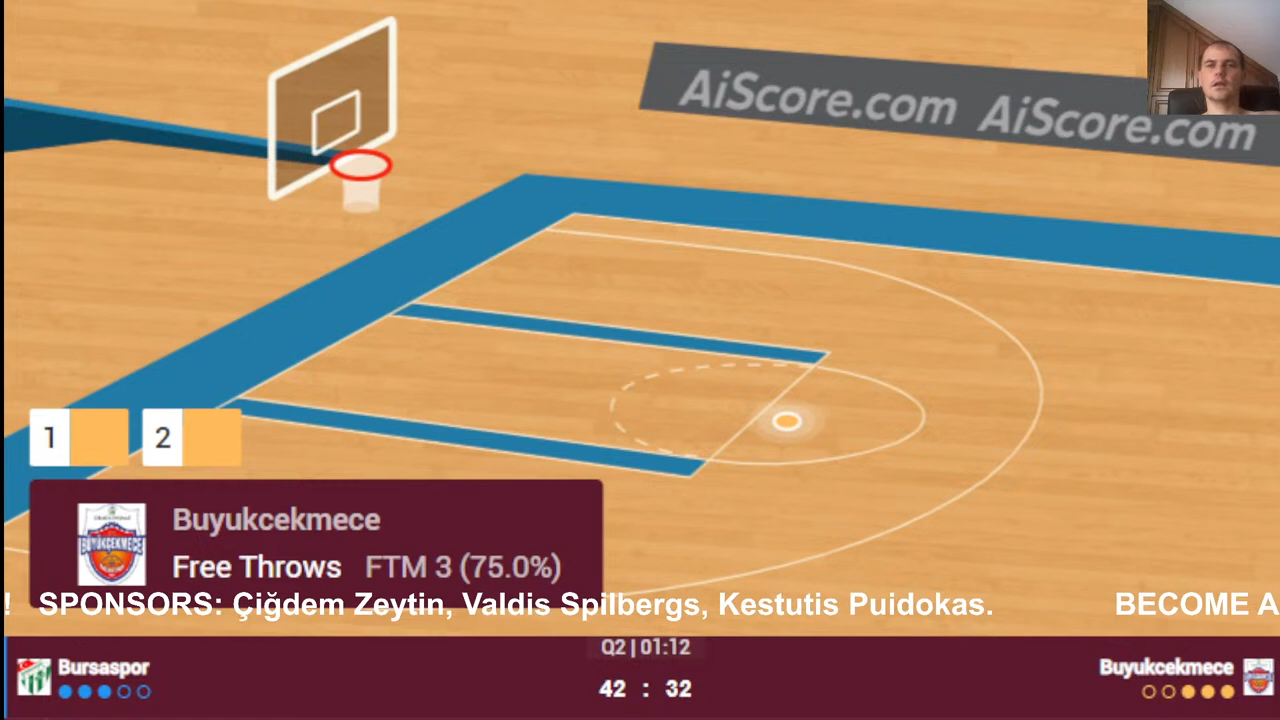 AiScore.com AiScore.com
1 2
BÜYÜKÇEKMECE
Buyukcekmece
Free Throws FTM 3 (75.0%)
! SPONSORS: Çiğdem Zeytin, Valdis Spilbergs, Kestutis Puidokas. BECOME A
Q2 | 01:12
Bursaspor
42 : 32
Buyukcekmece